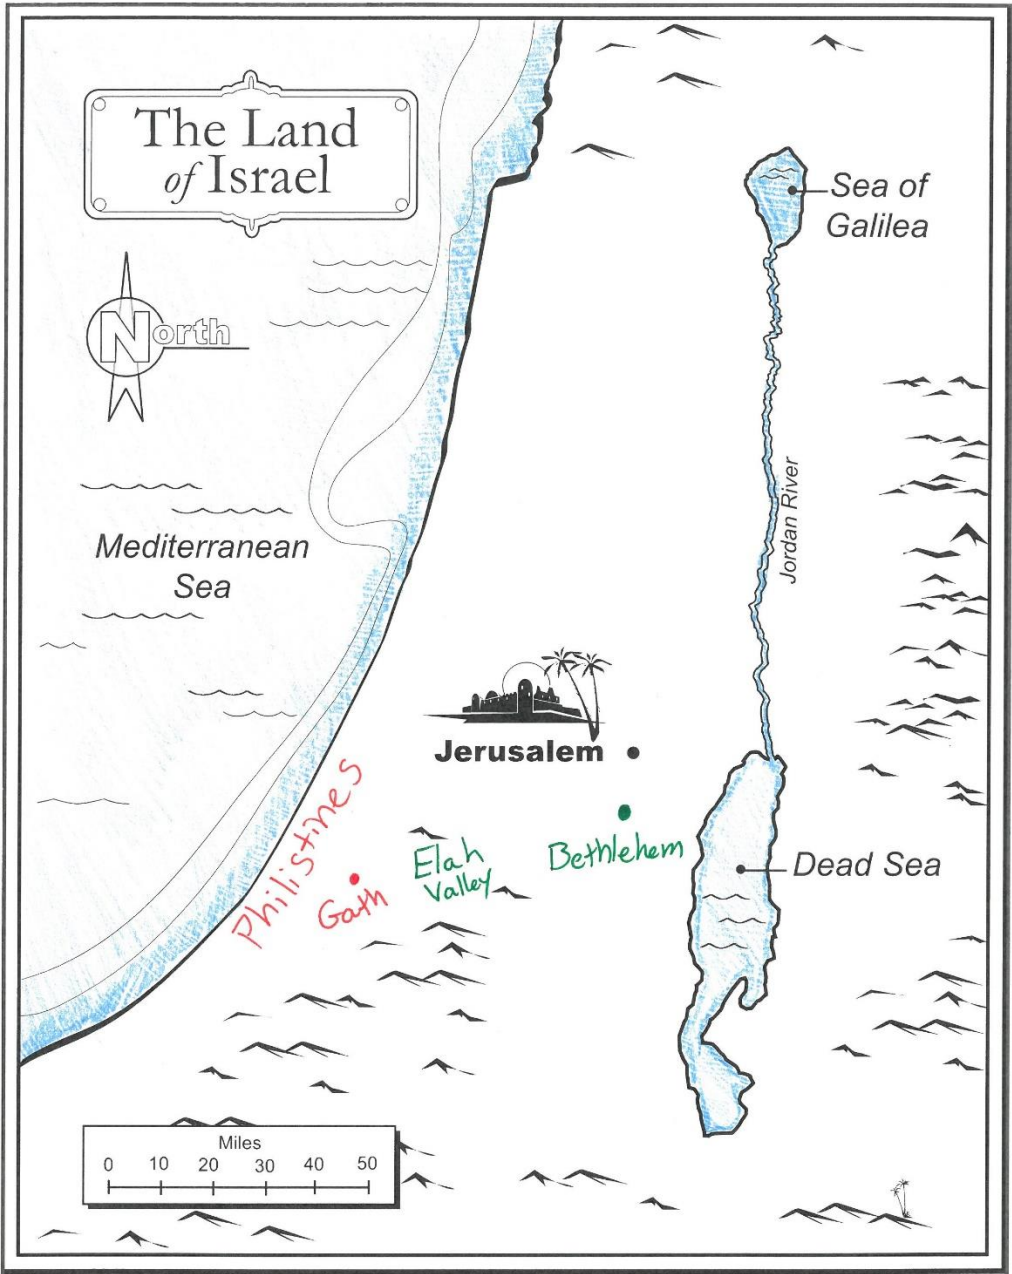 The Land
of Israel
Sea of
Galilea
North
Jordan River
Mediterranean
Sea
Jerusalem
Philistines
Elah
Valley
Bethlehem
Gath
Dead Sea
Miles
0 10 20 30 40 50